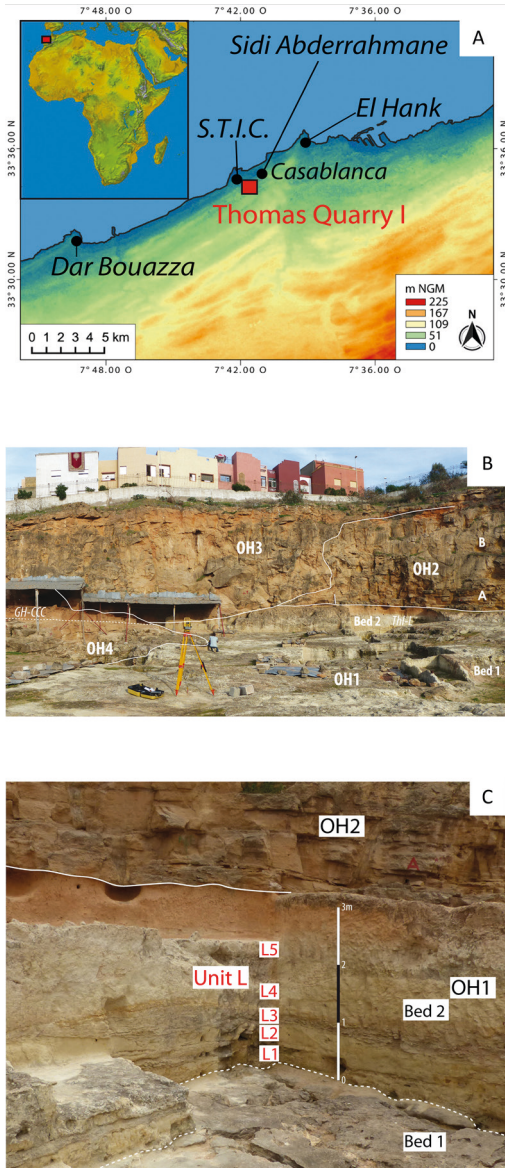 7°48.00 O
7°42.00 O
7°36.00 O
A
Sidi Abderrahmane
El Hank
S.T.I.C.
Casablanca
Thomas Quarry I
Dar Bouazza
33°36.00 N
33°30.00 N
33°36.00 N
33°30.00 N
m NGM
225
167
109
51
0
N
0 1 2 3 4 5
km
7°48.00 O
7°42.00 O
7°36.00 O
B
OH3
B
OH2
A
GH-CCC
Bed 2
ThI-L
OH4
Bed 1
OH1
C
OH2
3m
L5
Unit L
2
L4
OH1
L3
Bed 2
1
L2
L1
0
Bed 1